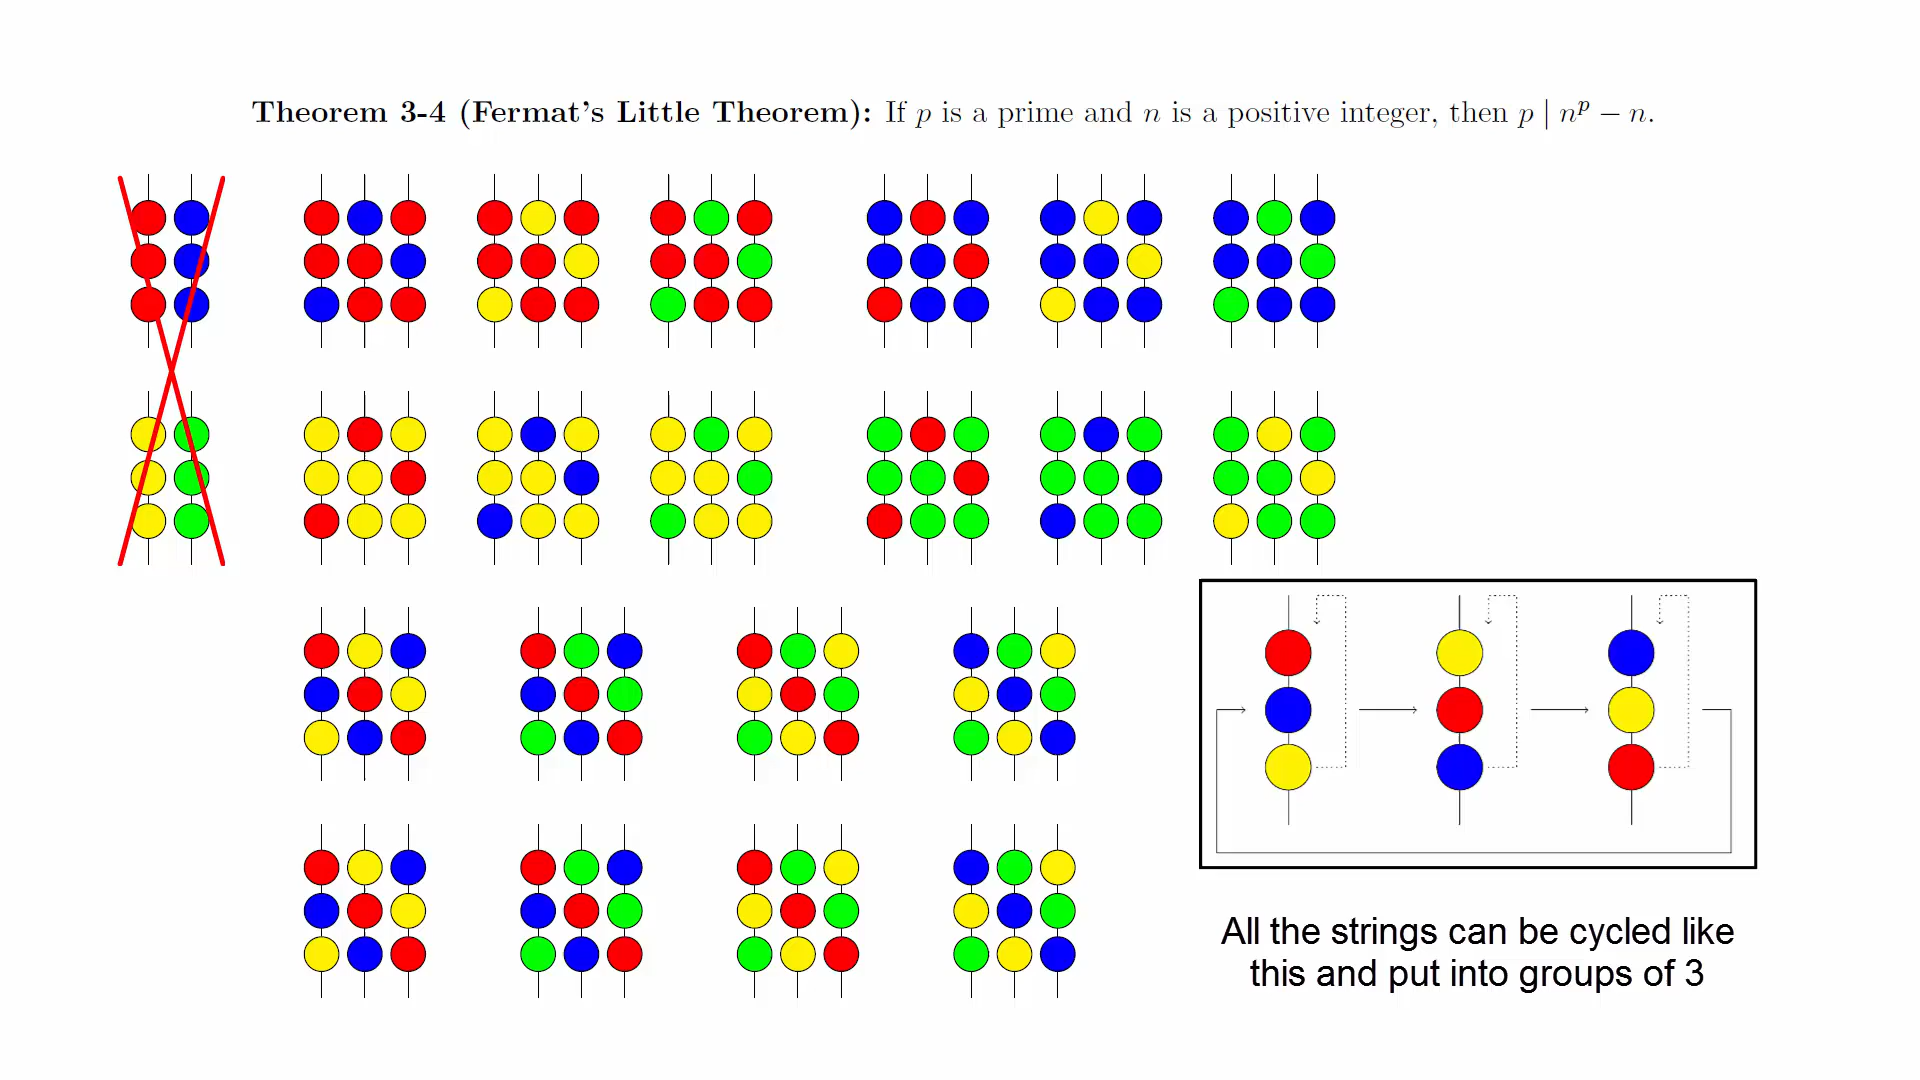 Theorem 3-4 (Fermat's Little Theorem): If p is a prime and n is a positive integer, then p | nᵖ − n.
All the strings can be cycled like
this and put into groups of 3